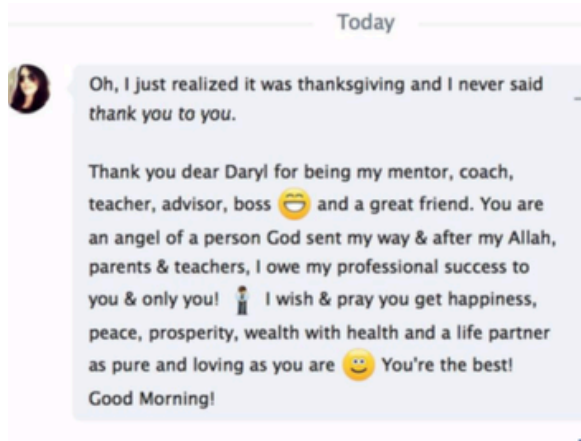 Today
Oh, I just realized it was thanksgiving and I never said
thank you to you.
Thank you dear Daryl for being my mentor, coach,
teacher, advisor, boss 😁 and a great friend. You are
an angel of a person God sent my way & after my Allah,
parents & teachers, I owe my professional success to
you & only you! I wish & pray you get happiness,
peace, prosperity, wealth with health and a life partner
as pure and loving as you are 🙂 You're the best!
Good Morning!